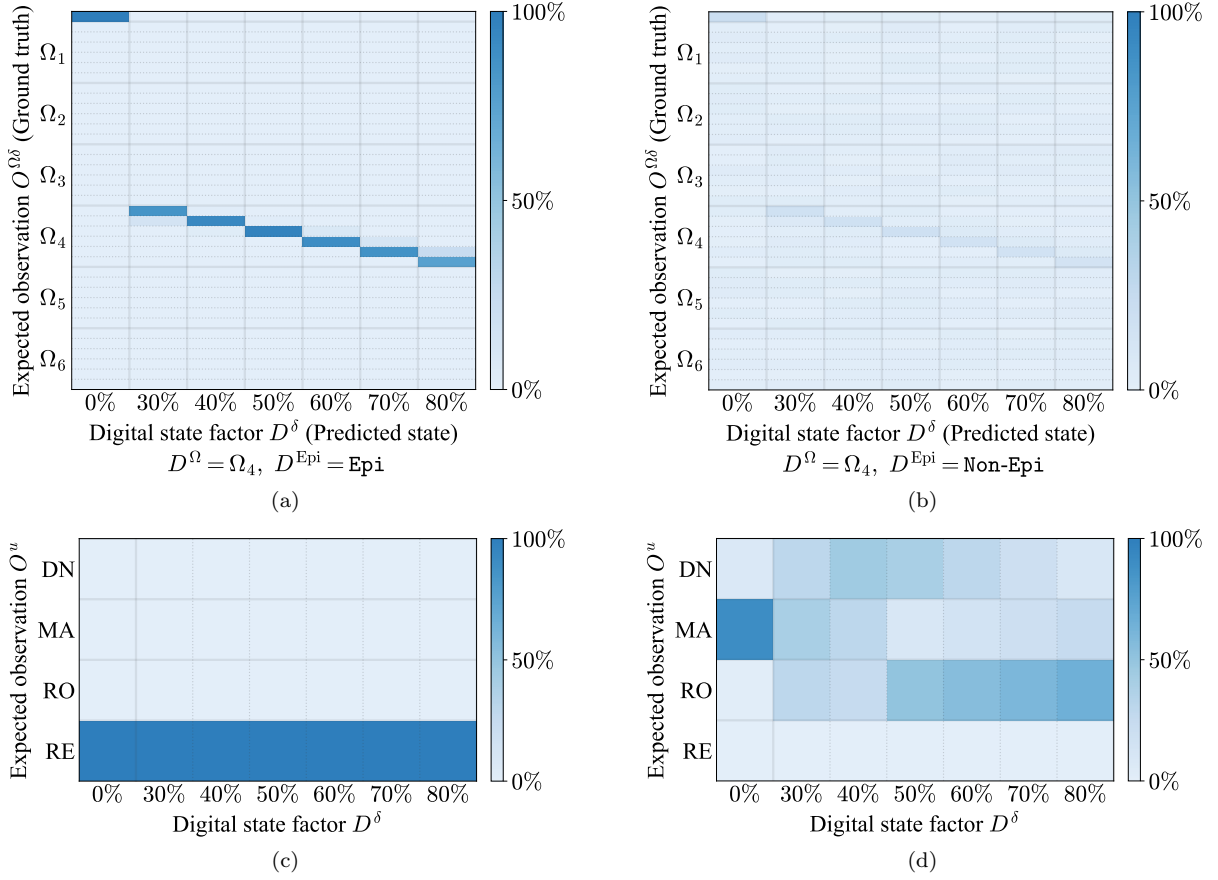 Expected observation O^{Ωδ} (Ground truth)
Ω₁
Ω₂
Ω₃
Ω₄
Ω₅
Ω₆
0% 30% 40% 50% 60% 70% 80%
Digital state factor D^δ (Predicted state)
D^Ω = Ω₄, D^Epi = Epi
100%
50%
0%
(a)
Expected observation O^{Ωδ} (Ground truth)
Ω₁
Ω₂
Ω₃
Ω₄
Ω₅
Ω₆
0% 30% 40% 50% 60% 70% 80%
Digital state factor D^δ (Predicted state)
D^Ω = Ω₄, D^Epi = Non-Epi
100%
50%
0%
(b)
Expected observation O^u
DN
MA
RO
RE
0% 30% 40% 50% 60% 70% 80%
Digital state factor D^δ
100%
50%
0%
(c)
Expected observation O^u
DN
MA
RO
RE
0% 30% 40% 50% 60% 70% 80%
Digital state factor D^δ
100%
50%
0%
(d)